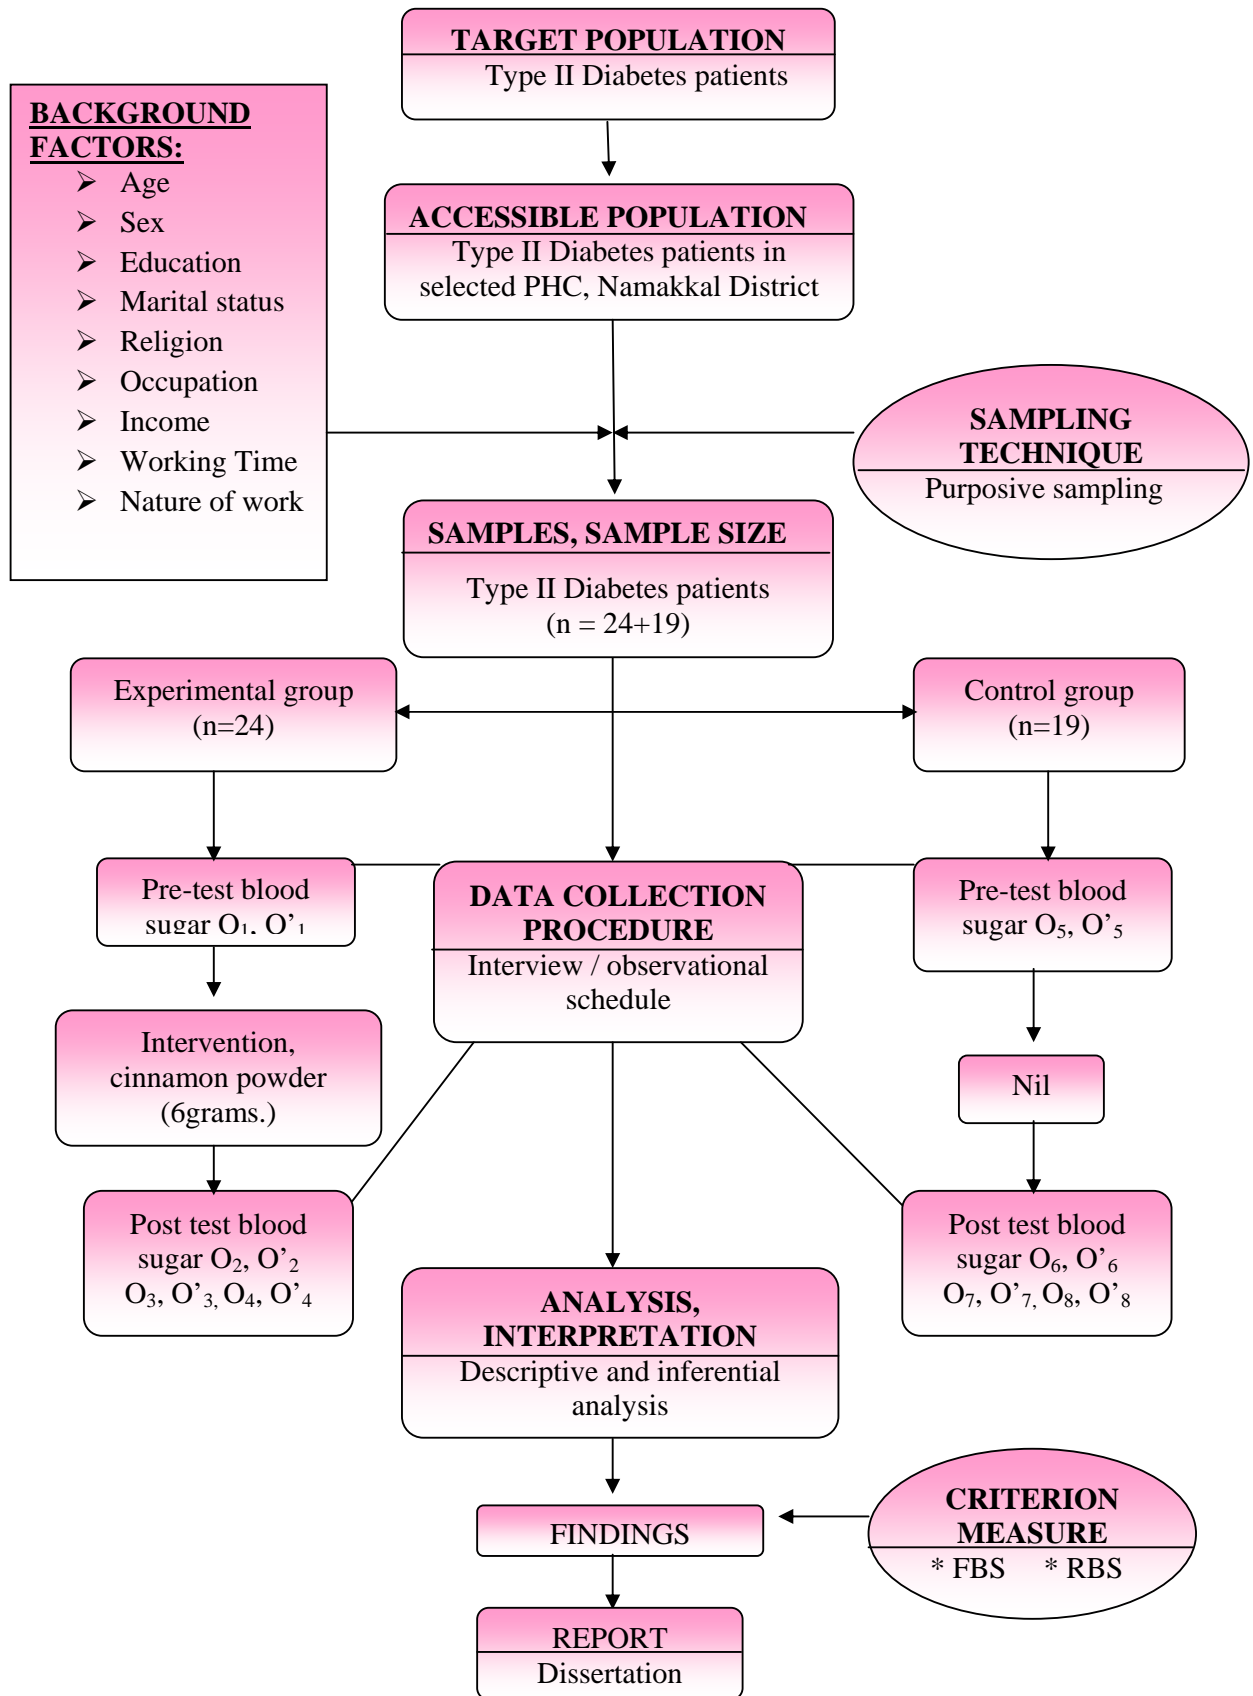 TARGET POPULATION
Type II Diabetes patients
BACKGROUND
FACTORS:
➢ Age
➢ Sex
➢ Education
➢ Marital status
➢ Religion
➢ Occupation
➢ Income
➢ Working Time
➢ Nature of work
ACCESSIBLE POPULATION
Type II Diabetes patients in
selected PHC, Namakkal District
SAMPLING
TECHNIQUE
Purposive sampling
SAMPLES, SAMPLE SIZE
Type II Diabetes patients
(n = 24+19)
Experimental group
(n=24)
Control group
(n=19)
Pre-test blood
sugar O₁, O’₁
DATA COLLECTION
PROCEDURE
Interview / observational
schedule
Pre-test blood
sugar O₅, O’₅
Intervention,
cinnamon powder
(6grams.)
Nil
Post test blood
sugar O₂, O’₂
O₃, O’₃, O₄, O’₄
Post test blood
sugar O₆, O’₆
O₇, O’₇, O₈, O’₈
ANALYSIS,
INTERPRETATION
Descriptive and inferential
analysis
FINDINGS
CRITERION
MEASURE
* FBS * RBS
REPORT
Dissertation